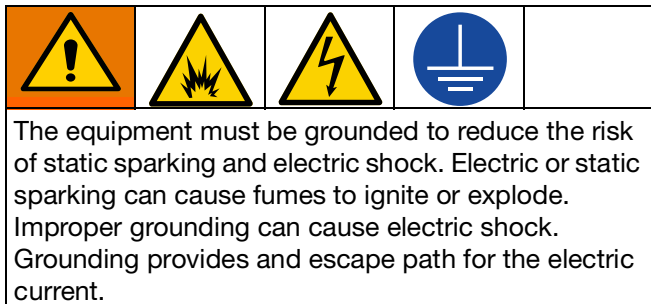 The equipment must be grounded to reduce the risk
of static sparking and electric shock. Electric or static
sparking can cause fumes to ignite or explode.
Improper grounding can cause electric shock.
Grounding provides and escape path for the electric
current.